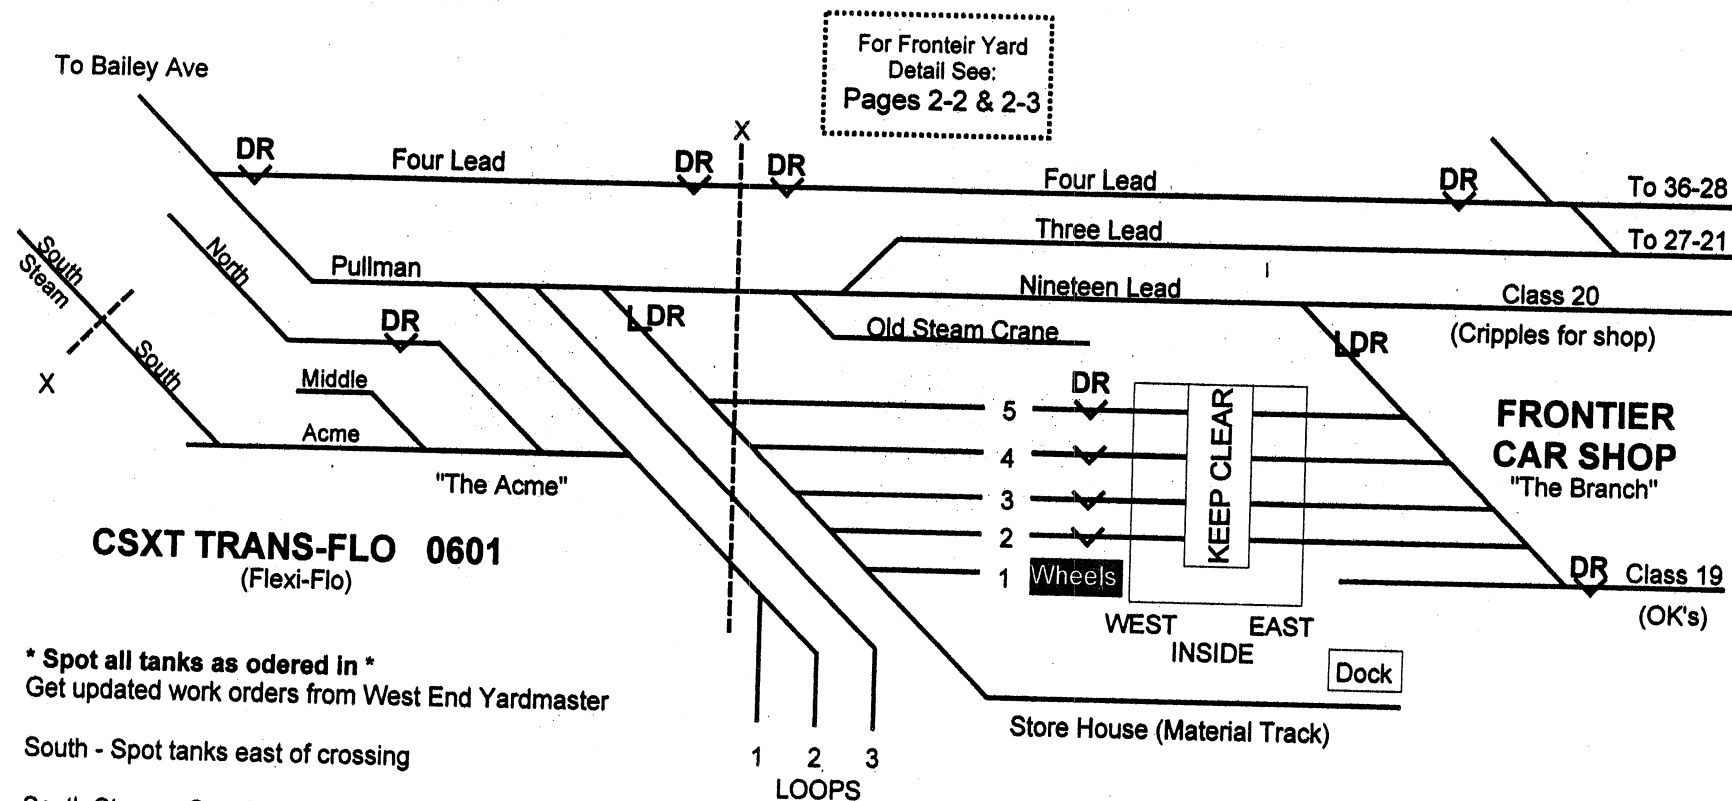 For Fronteir Yard
Detail See:
Pages 2-2 & 2-3
To Bailey Ave
X
DR
Four Lead
DR
DR
Four Lead
DR
To 36-28
Three Lead
To 27-21
South
Steam
North
Pullman
Nineteen Lead
Class 20
(Cripples for shop)
DR
LDR
Old Steam Crane
LDR
X
South
Middle
Acme
"The Acme"
DR
5
4
3
2
1
Wheels
KEEP CLEAR
FRONTIER
CAR SHOP
"The Branch"
CSXT TRANS-FLO 0601
(Flexi-Flo)
DR
Class 19
(OK's)
WEST
EAST
INSIDE
Dock
* Spot all tanks as odered in *
Get updated work orders from West End Yardmaster
Store House (Material Track)
South - Spot tanks east of crossing
1 2 3
LOOPS